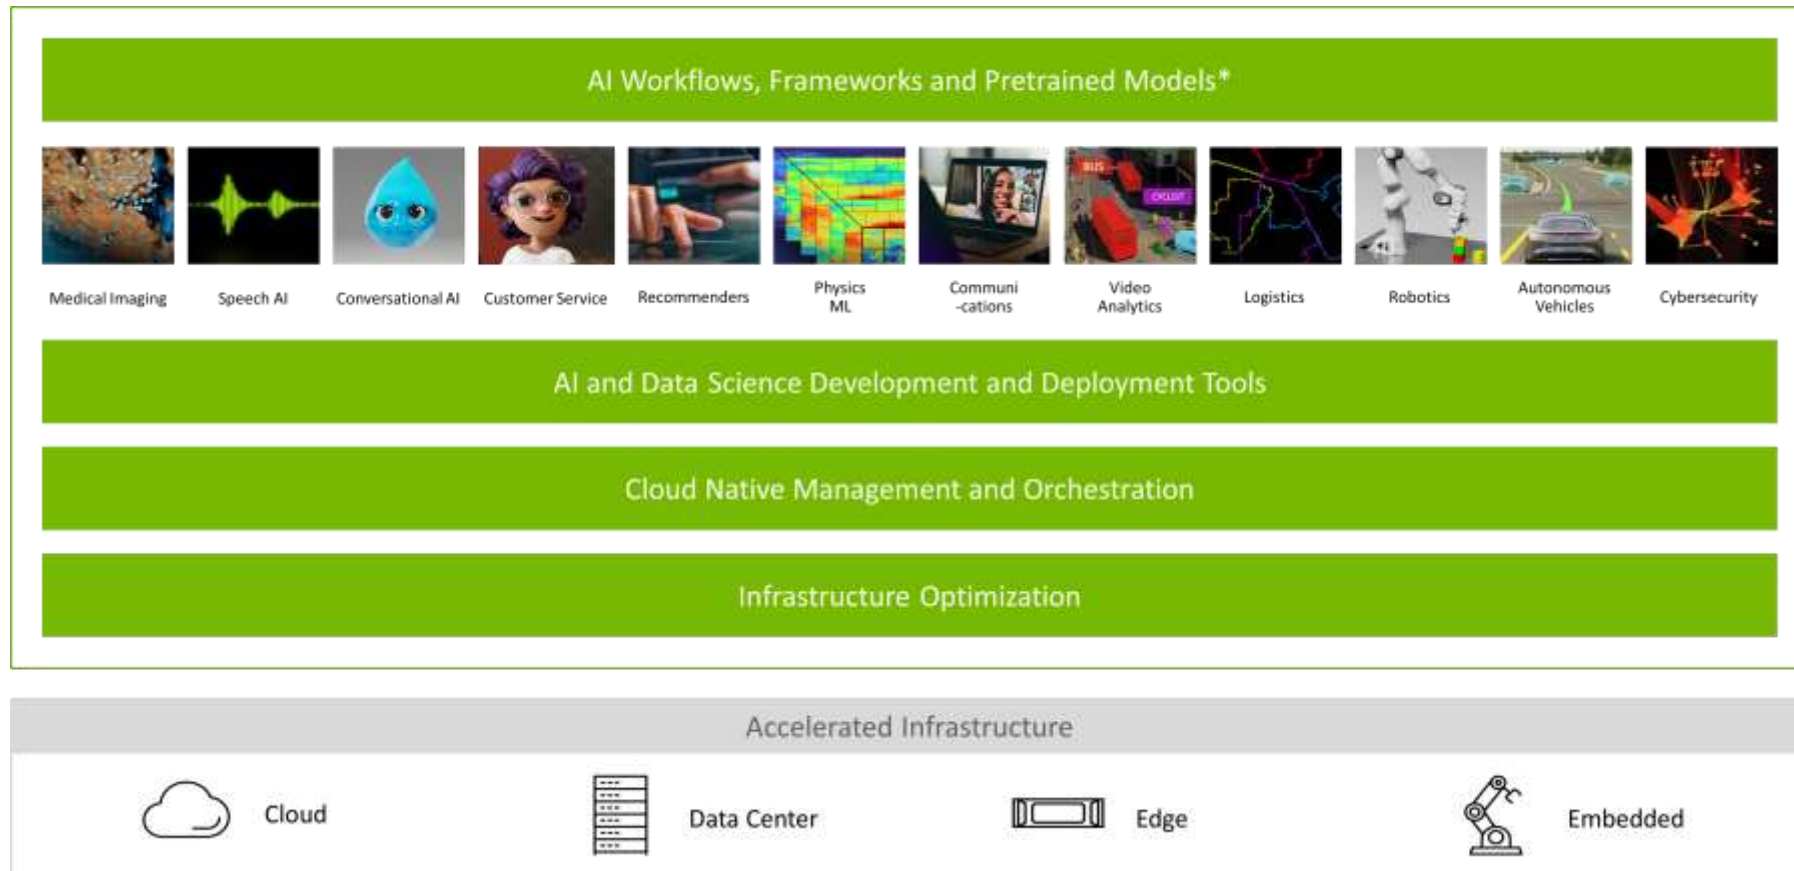 AI Workflows, Frameworks and Pretrained Models*
BUS
CYCLIST
Medical Imaging
Speech AI
Conversational AI
Customer Service
Recommenders
Physics
ML
Communi
-cations
Video
Analytics
Logistics
Robotics
Autonomous
Vehicles
Cybersecurity
AI and Data Science Development and Deployment Tools
Cloud Native Management and Orchestration
Infrastructure Optimization
Accelerated Infrastructure
Cloud
Data Center
Edge
Embedded